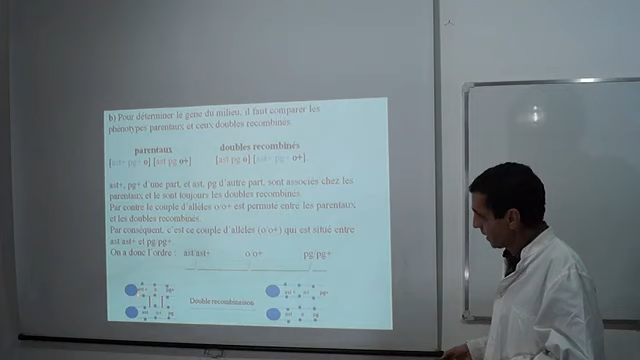 b) Pour déterminer le gene du milieu, il faut comparer les
phénotypes parentaux et ceux doubles recombinés.
parentaux
doubles recombinés
[ast+ pg+ o] [ast pg o+]
[ast pg o] [ast+ pg+ o+].
ast+, pg+ d'une part, et ast, pg d'autre part, sont associés chez les
parentaux et le sont toujours les doubles recombinés.
Par contre le couple d'allèles o/o+ est permuté entre les parentaux
et les doubles recombinés.
Par conséquent, c'est ce couple d'allèles (o/o+) qui est situé entre
ast/ast+ et pg/pg+.
On a donc l'ordre : ast/ast+ o/o+ pg/pg+
Double recombinaison